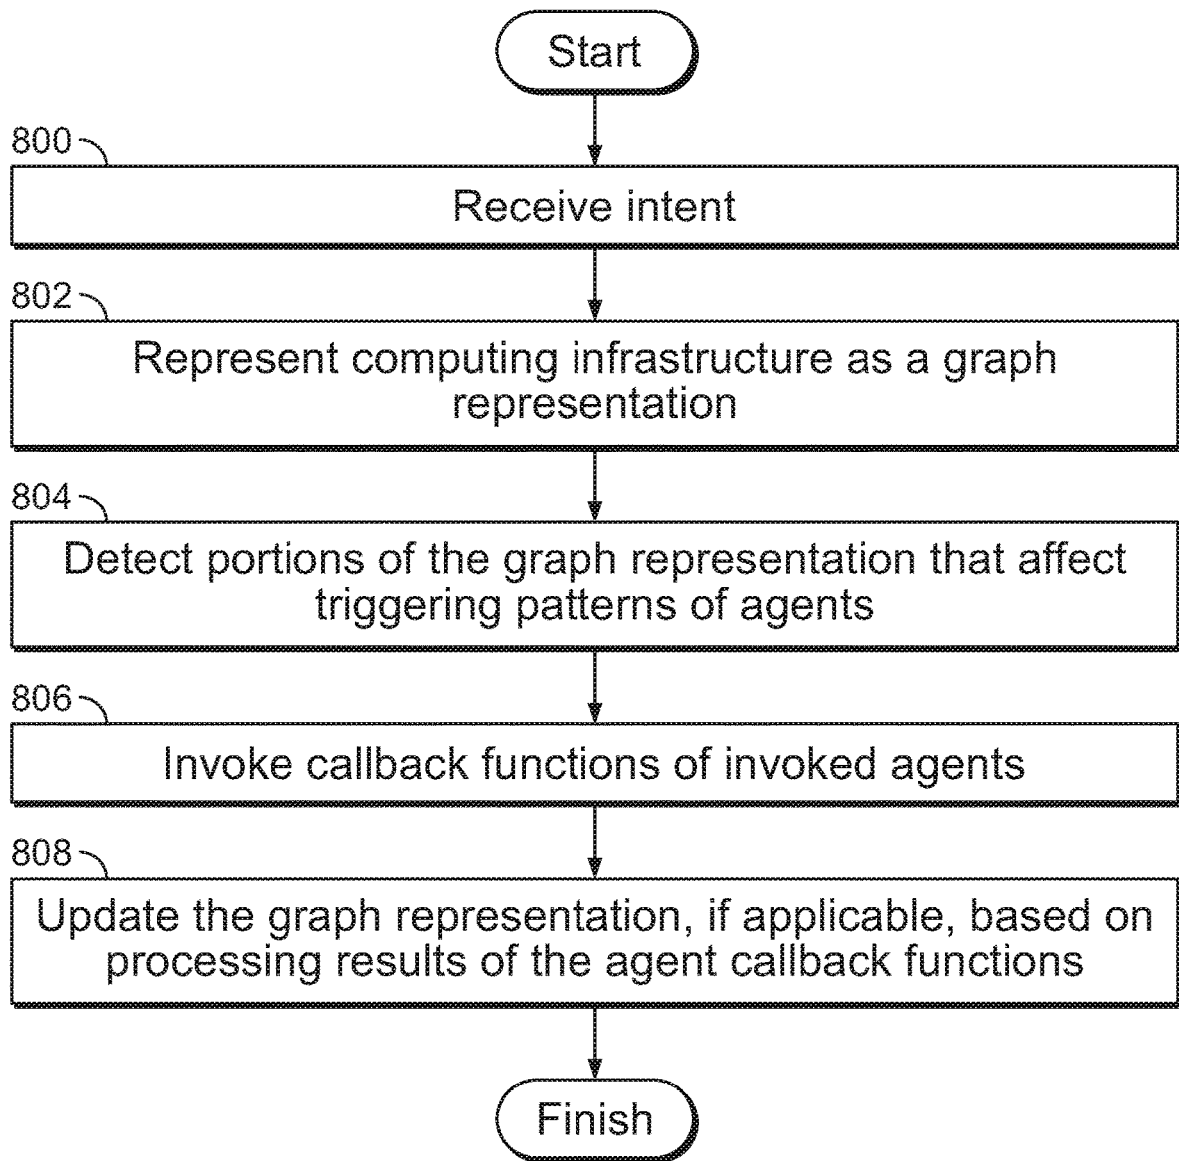 Start
800
Receive intent
802
Represent computing infrastructure as a graph
representation
804
Detect portions of the graph representation that affect
triggering patterns of agents
806
Invoke callback functions of invoked agents
808
Update the graph representation, if applicable, based on
processing results of the agent callback functions
Finish